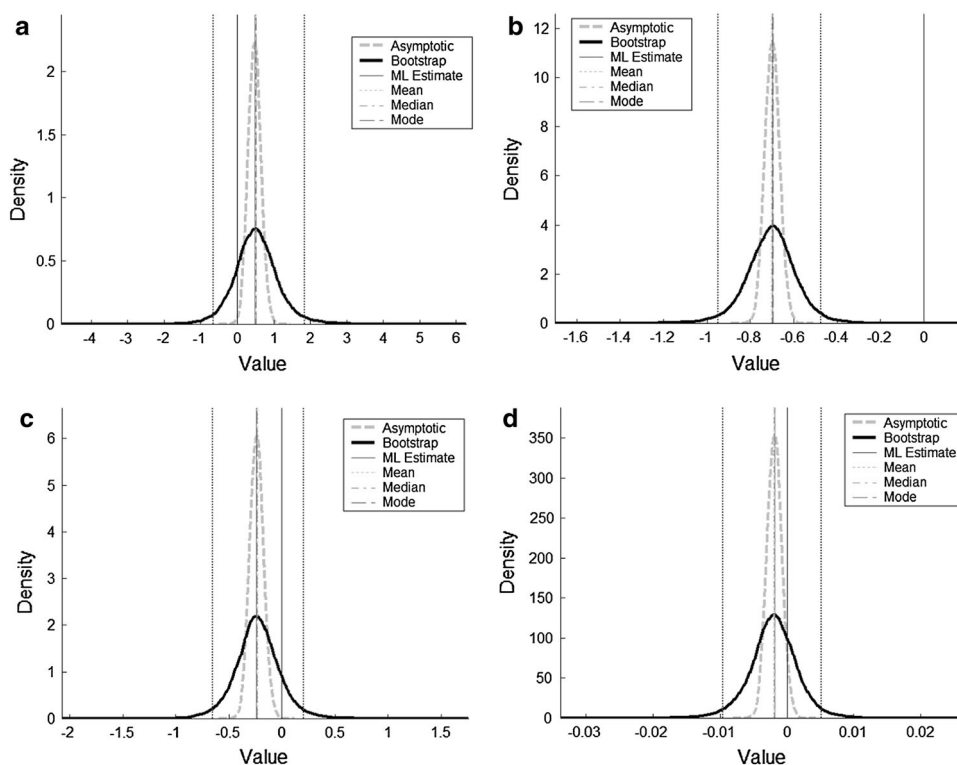 a
Density
2
1.5
1
0.5
0
-4 -3 -2 -1 0 1 2 3 4 5 6
Value
Asymptotic
Bootstrap
ML Estimate
Mean
Median
Mode
b
Density
12
10
8
6
4
2
0
-1.6 -1.4 -1.2 -1 -0.8 -0.6 -0.4 -0.2 0
Value
Asymptotic
Bootstrap
ML Estimate
Mean
Median
Mode
c
Density
6
5
4
3
2
1
0
-2 -1.5 -1 -0.5 0 0.5 1 1.5
Value
Asymptotic
Bootstrap
ML Estimate
Mean
Median
Mode
d
Density
350
300
250
200
150
100
50
0
-0.03 -0.02 -0.01 0 0.01 0.02
Value
Asymptotic
Bootstrap
ML Estimate
Mean
Median
Mode